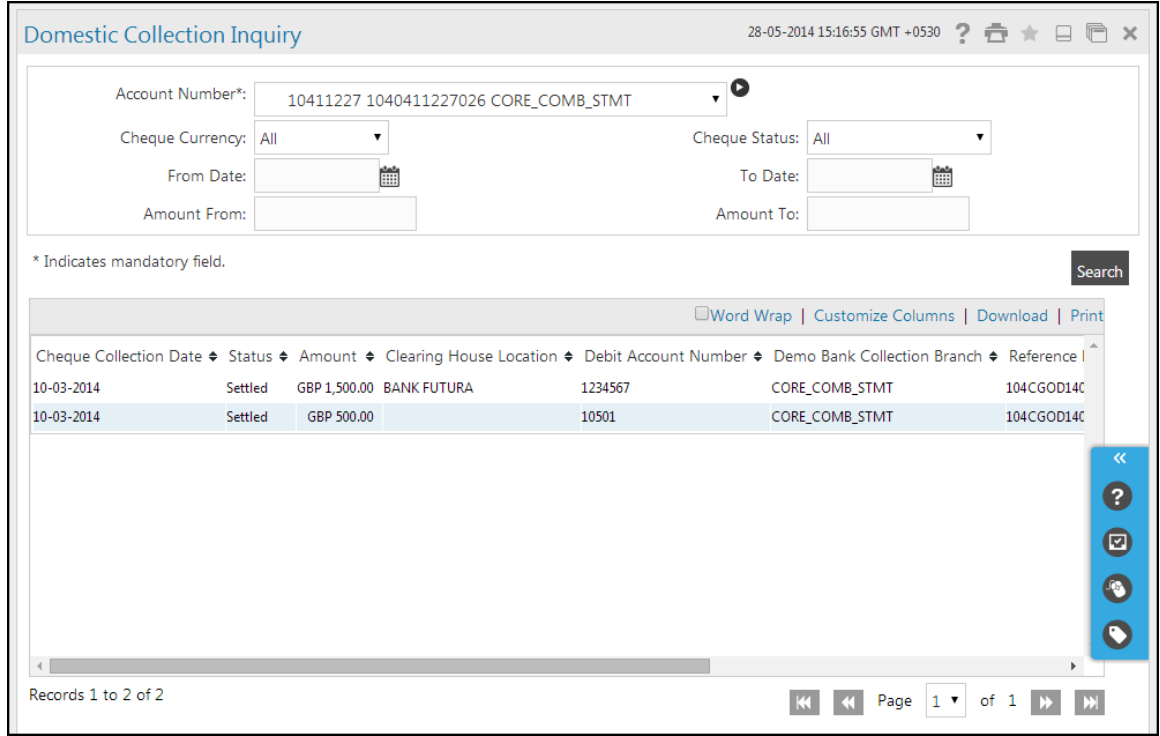 Domestic Collection Inquiry 28-05-2014 15:16:55 GMT +0530
Account Number*: 10411227 1040411227026 CORE_COMB_STMT
Cheque Currency: All Cheque Status: All
From Date: To Date:
Amount From: Amount To:
* Indicates mandatory field.
Search
Word Wrap | Customize Columns | Download | Print
Cheque Collection Date Status Amount Clearing House Location Debit Account Number Demo Bank Collection Branch Reference
10-03-2014 Settled GBP 1,500.00 BANK FUTURA 1234567 CORE_COMB_STMT 104CGOD140
10-03-2014 Settled GBP 500.00 10501 CORE_COMB_STMT 104CGOD140
Records 1 to 2 of 2 Page 1 of 1